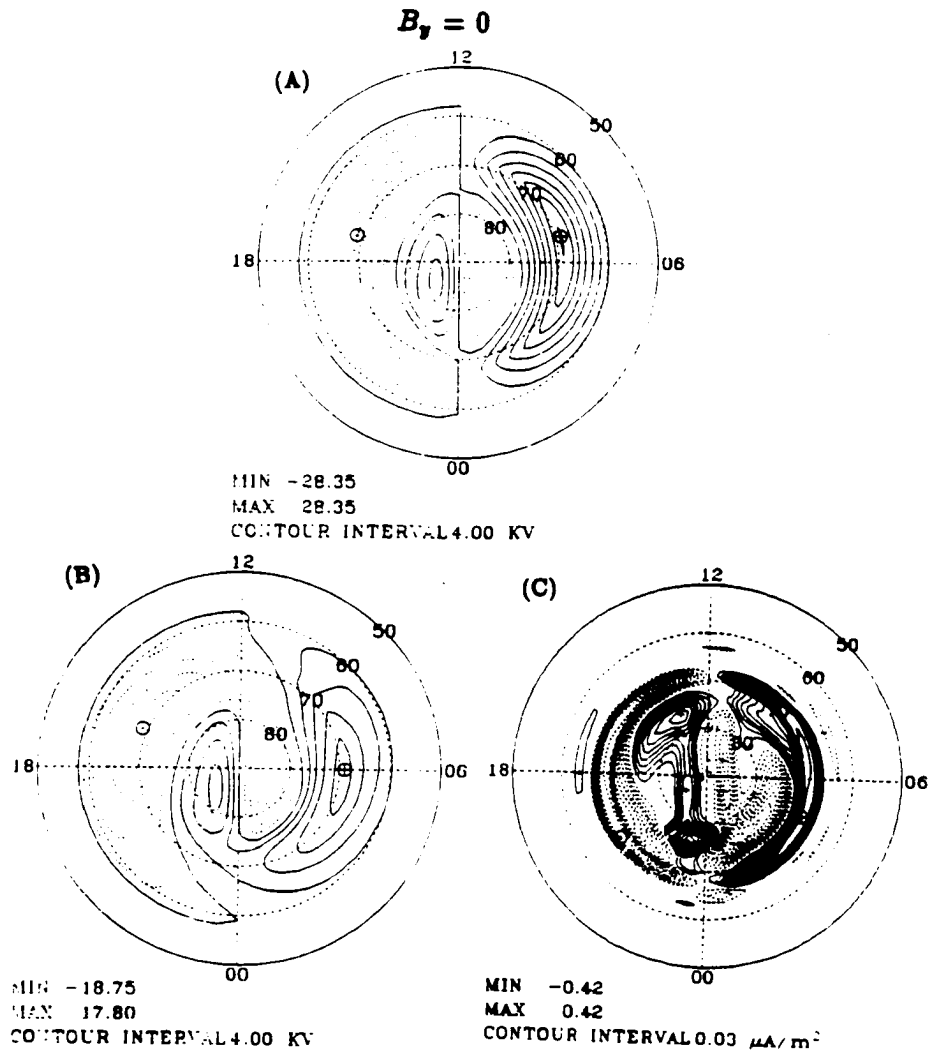 B_y = 0
(A)
12
50
60
70
80
18
06
00
MIN -28.35
MAX 28.35
CONTOUR INTERVAL 4.00 KV
(B)
12
50
60
70
80
18
06
00
MIN -18.75
MAX 17.80
CONTOUR INTERVAL 4.00 KV
(C)
12
50
60
80
18
06
00
MIN -0.42
MAX 0.42
CONTOUR INTERVAL 0.03 μA/m²